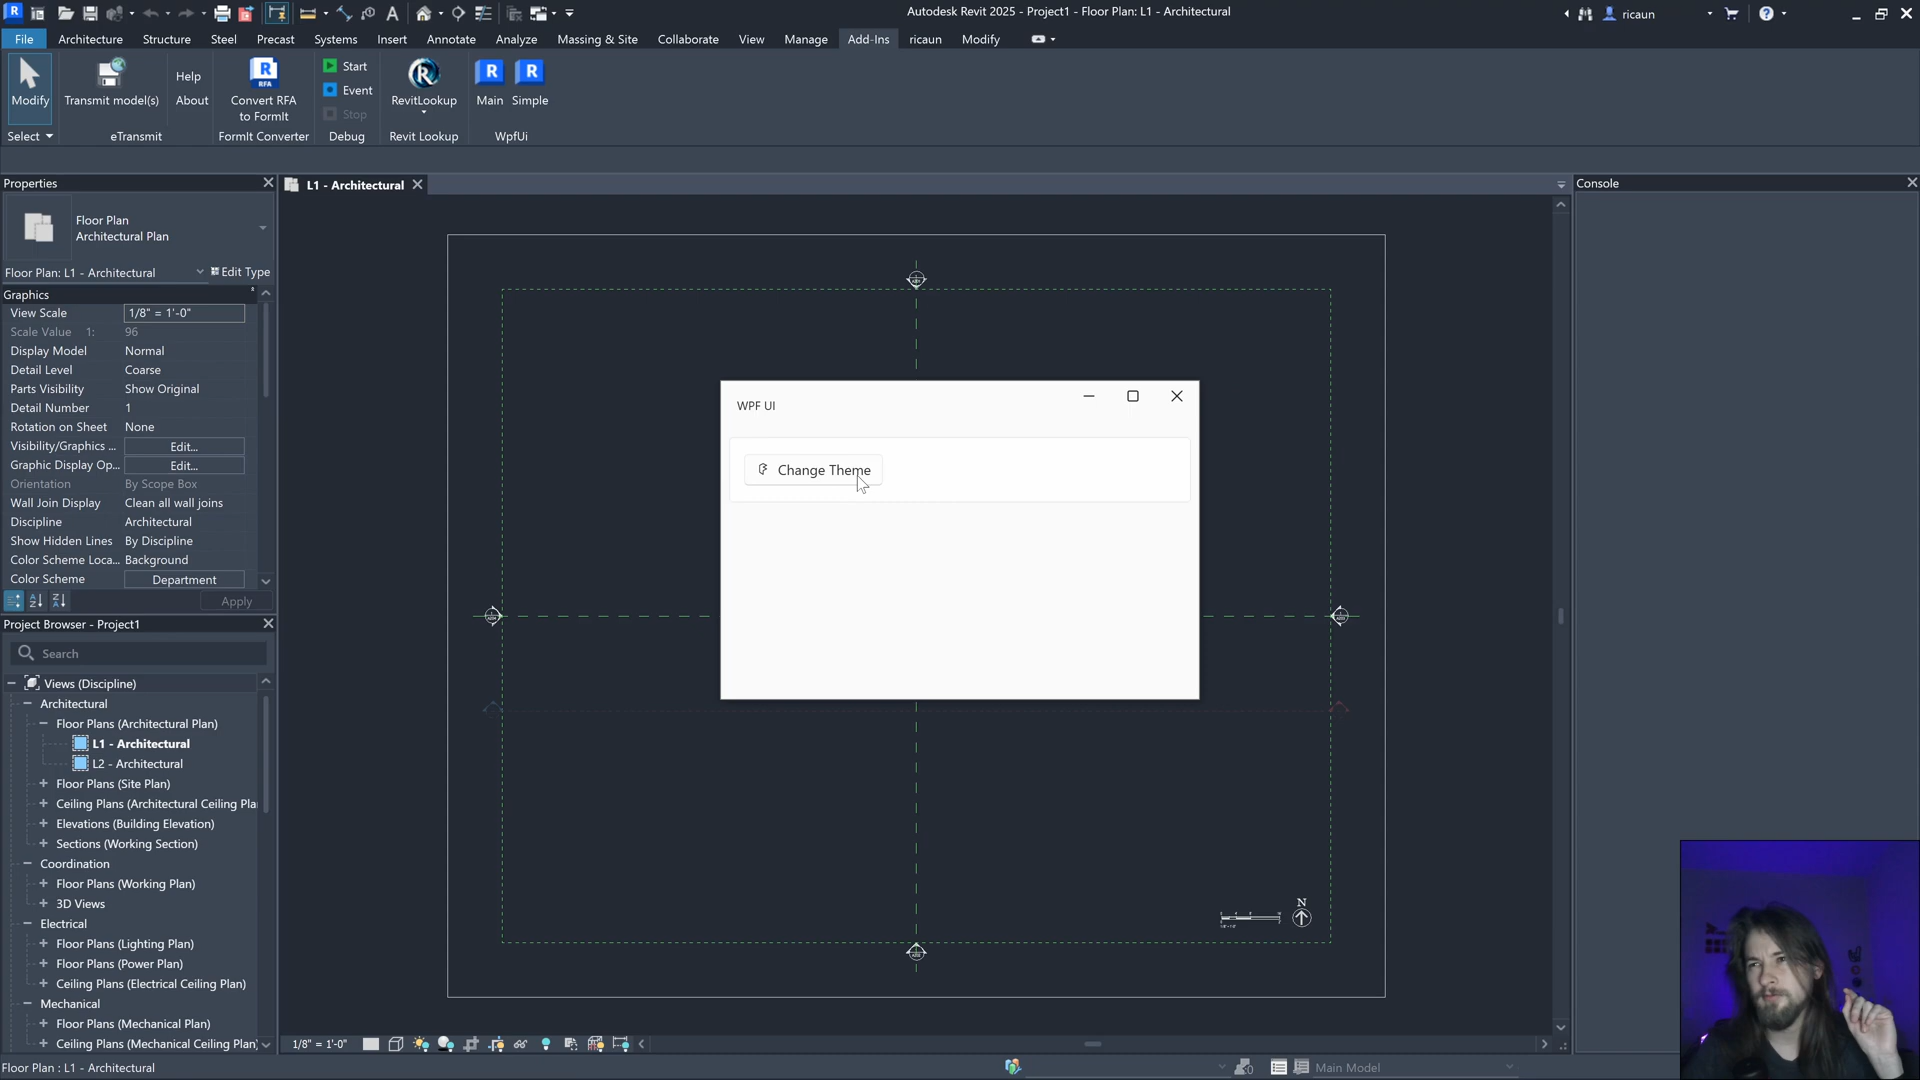 Autodesk Revit 2025 - Project1 - Floor Plan: L1 - Architectural
ricaun
File
Architecture
Structure
Steel
Precast
Systems
Insert
Annotate
Analyze
Massing & Site
Collaborate
View
Manage
Add-Ins
ricaun
Modify
Modify
Transmit model(s)
Help
About
Convert RFA
to FormIt
Start
Event
Stop
RevitLookup
Main
Simple
Select
eTransmit
FormIt Converter
Debug
Revit Lookup
WpfUi
Properties
Floor Plan
Architectural Plan
Floor Plan: L1 - Architectural
Edit Type
Graphics
View Scale 1/8" = 1'-0"
Scale Value 1: 96
Display Model Normal
Detail Level Coarse
Parts Visibility Show Original
Detail Number 1
Rotation on Sheet None
Visibility/Graphics ... Edit...
Graphic Display Op... Edit...
Orientation By Scope Box
Wall Join Display Clean all wall joins
Discipline Architectural
Show Hidden Lines By Discipline
Color Scheme Loca... Background
Color Scheme Department
Apply
Project Browser - Project1
Search
Views (Discipline)
Architectural
Floor Plans (Architectural Plan)
L1 - Architectural
L2 - Architectural
Floor Plans (Site Plan)
Ceiling Plans (Architectural Ceiling Pla
Elevations (Building Elevation)
Sections (Working Section)
Coordination
Floor Plans (Working Plan)
3D Views
Electrical
Floor Plans (Lighting Plan)
Floor Plans (Power Plan)
Ceiling Plans (Electrical Ceiling Plan)
Mechanical
Floor Plans (Mechanical Plan)
Ceiling Plans (Mechanical Ceiling Plan)
L1 - Architectural
WPF UI
Change Theme
N
Console
1/8" = 1'-0"
Floor Plan : L1 - Architectural
:0
Main Model